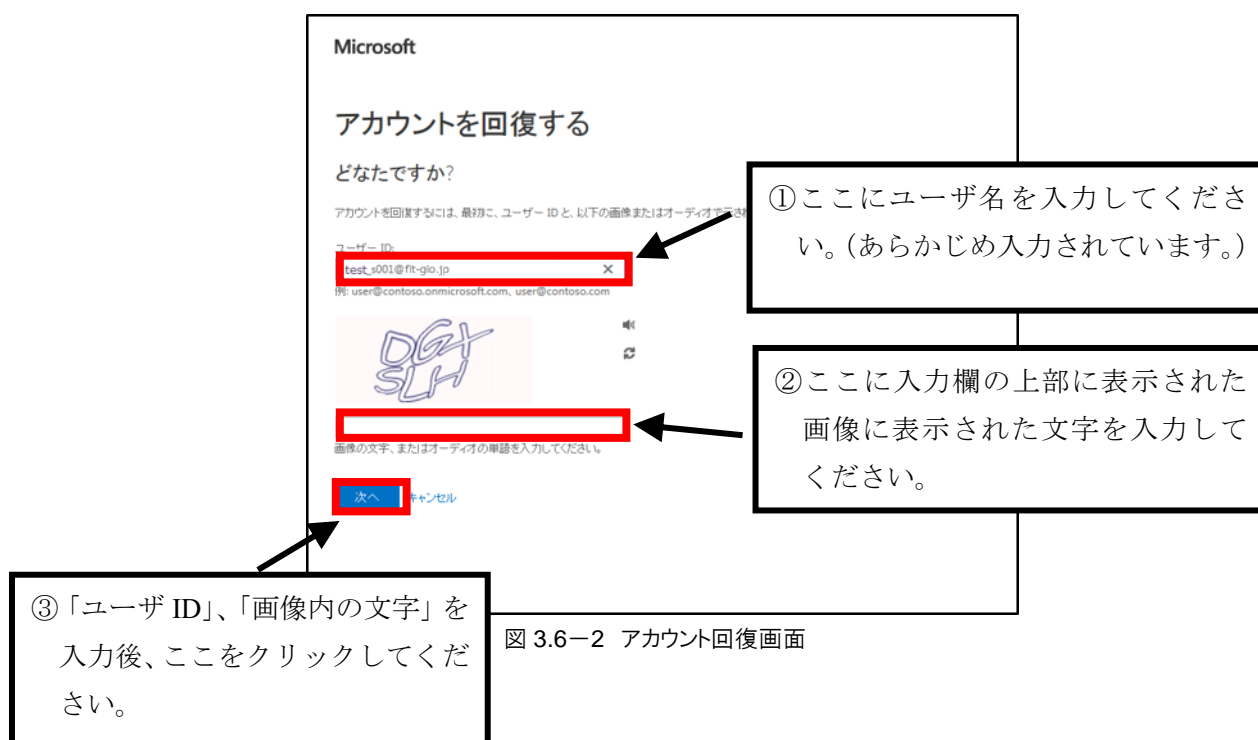 Microsoft
アカウントを回復する
どなたですか?
アカウントを回復するには、最初に、ユーザー ID と、以下の画像またはオーディオで示され
ユーザー ID:
test_s001@fit-glo.jp
例: user@contoso.onmicrosoft.com、user@contoso.com
DGX
SLH
画像の文字、またはオーディオの単語を入力してください。
次へ キャンセル
①ここにユーザ名を入力してくださ
い。(あらかじめ入力されています。)
②ここに入力欄の上部に表示された
画像に表示された文字を入力して
ください。
③「ユーザ ID」、「画像内の文字」を
入力後、ここをクリックしてくだ
さい。
図 3.6－2 アカウント回復画面